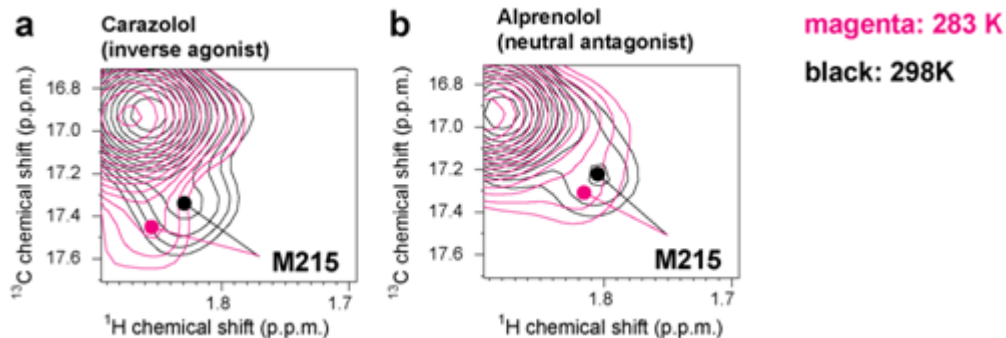 a
Carazolol
(inverse agonist)
b
Alprenolol
(neutral antagonist)
magenta: 283 K
black: 298K
¹³C chemical shift (p.p.m.)
16.8
17.0
17.2
17.4
17.6
M215
1.8
1.7
¹H chemical shift (p.p.m.)
¹³C chemical shift (p.p.m.)
16.8
17.0
17.2
17.4
17.6
M215
1.8
1.7
¹H chemical shift (p.p.m.)